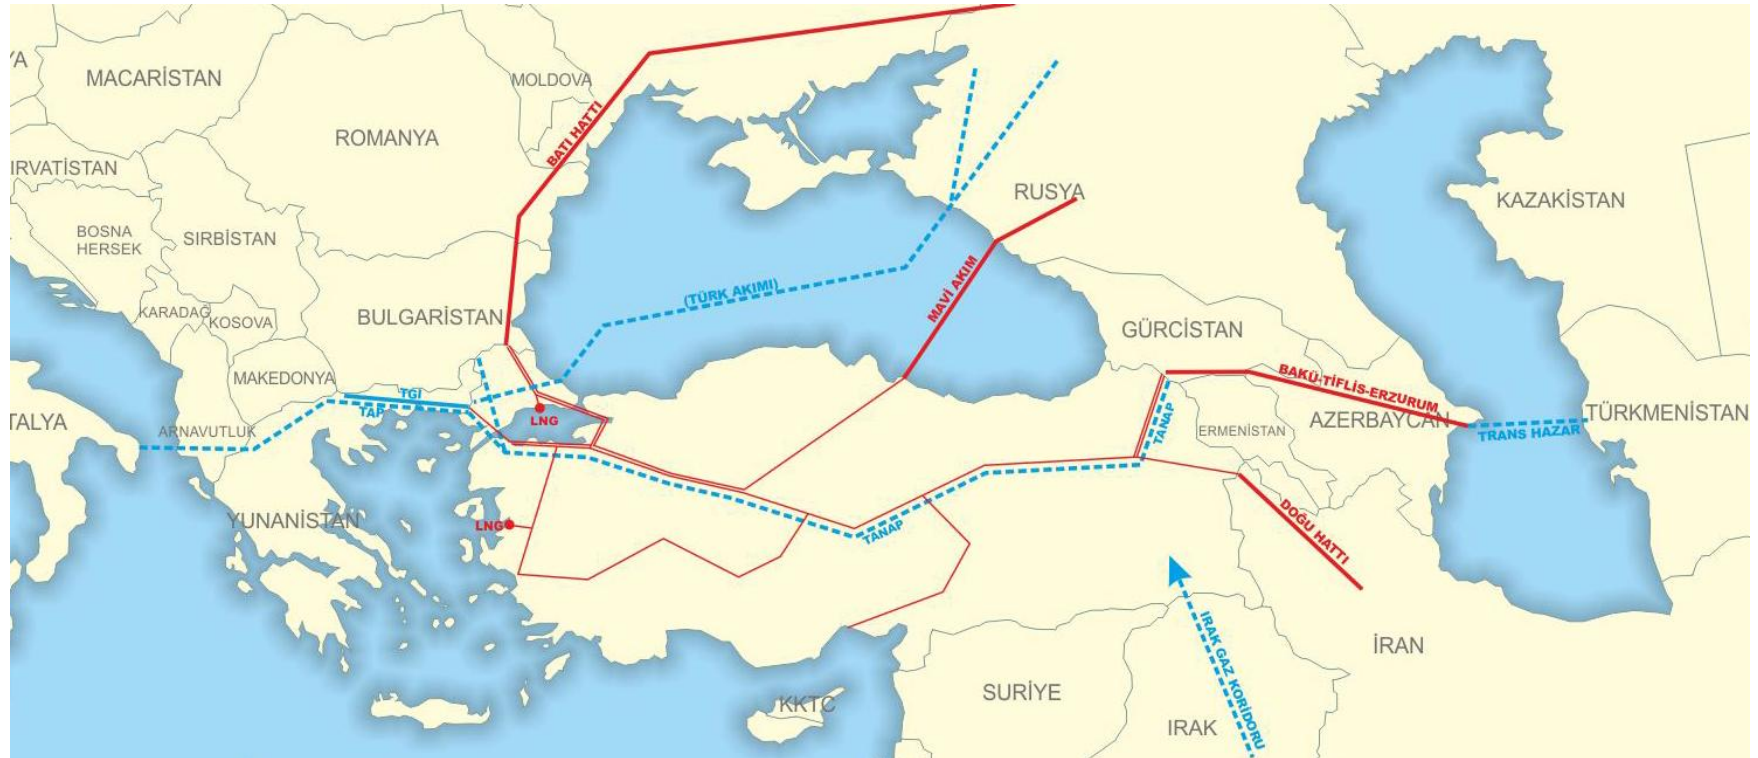 YA
MACARİSTAN
MOLDOVA
ROMANYA
BATI HATTI
IRVATİSTAN
RUSYA
KAZAKİSTAN
BOSNA
HERSEK
SIRBİSTAN
(TÜRK AKIMI)
MAVİ AKIM
KARADAĞ
KOSOVA
BULGARİSTAN
GÜRCİSTAN
MAKEDONYA
BAKÜ-TİFLİS-ERZURUM
TGI
TAP
TALYA
ARNAVUTLUK
LNG
TANAP
ERMENİSTAN
AZERBAYCAN
TÜRKMENİSTAN
TRANS HAZAR
YUNANİSTAN
LNG
TANAP
DOĞU HATTI
IRAK GAZ KORİDORU
İRAN
KKTC
SURİYE
IRAK